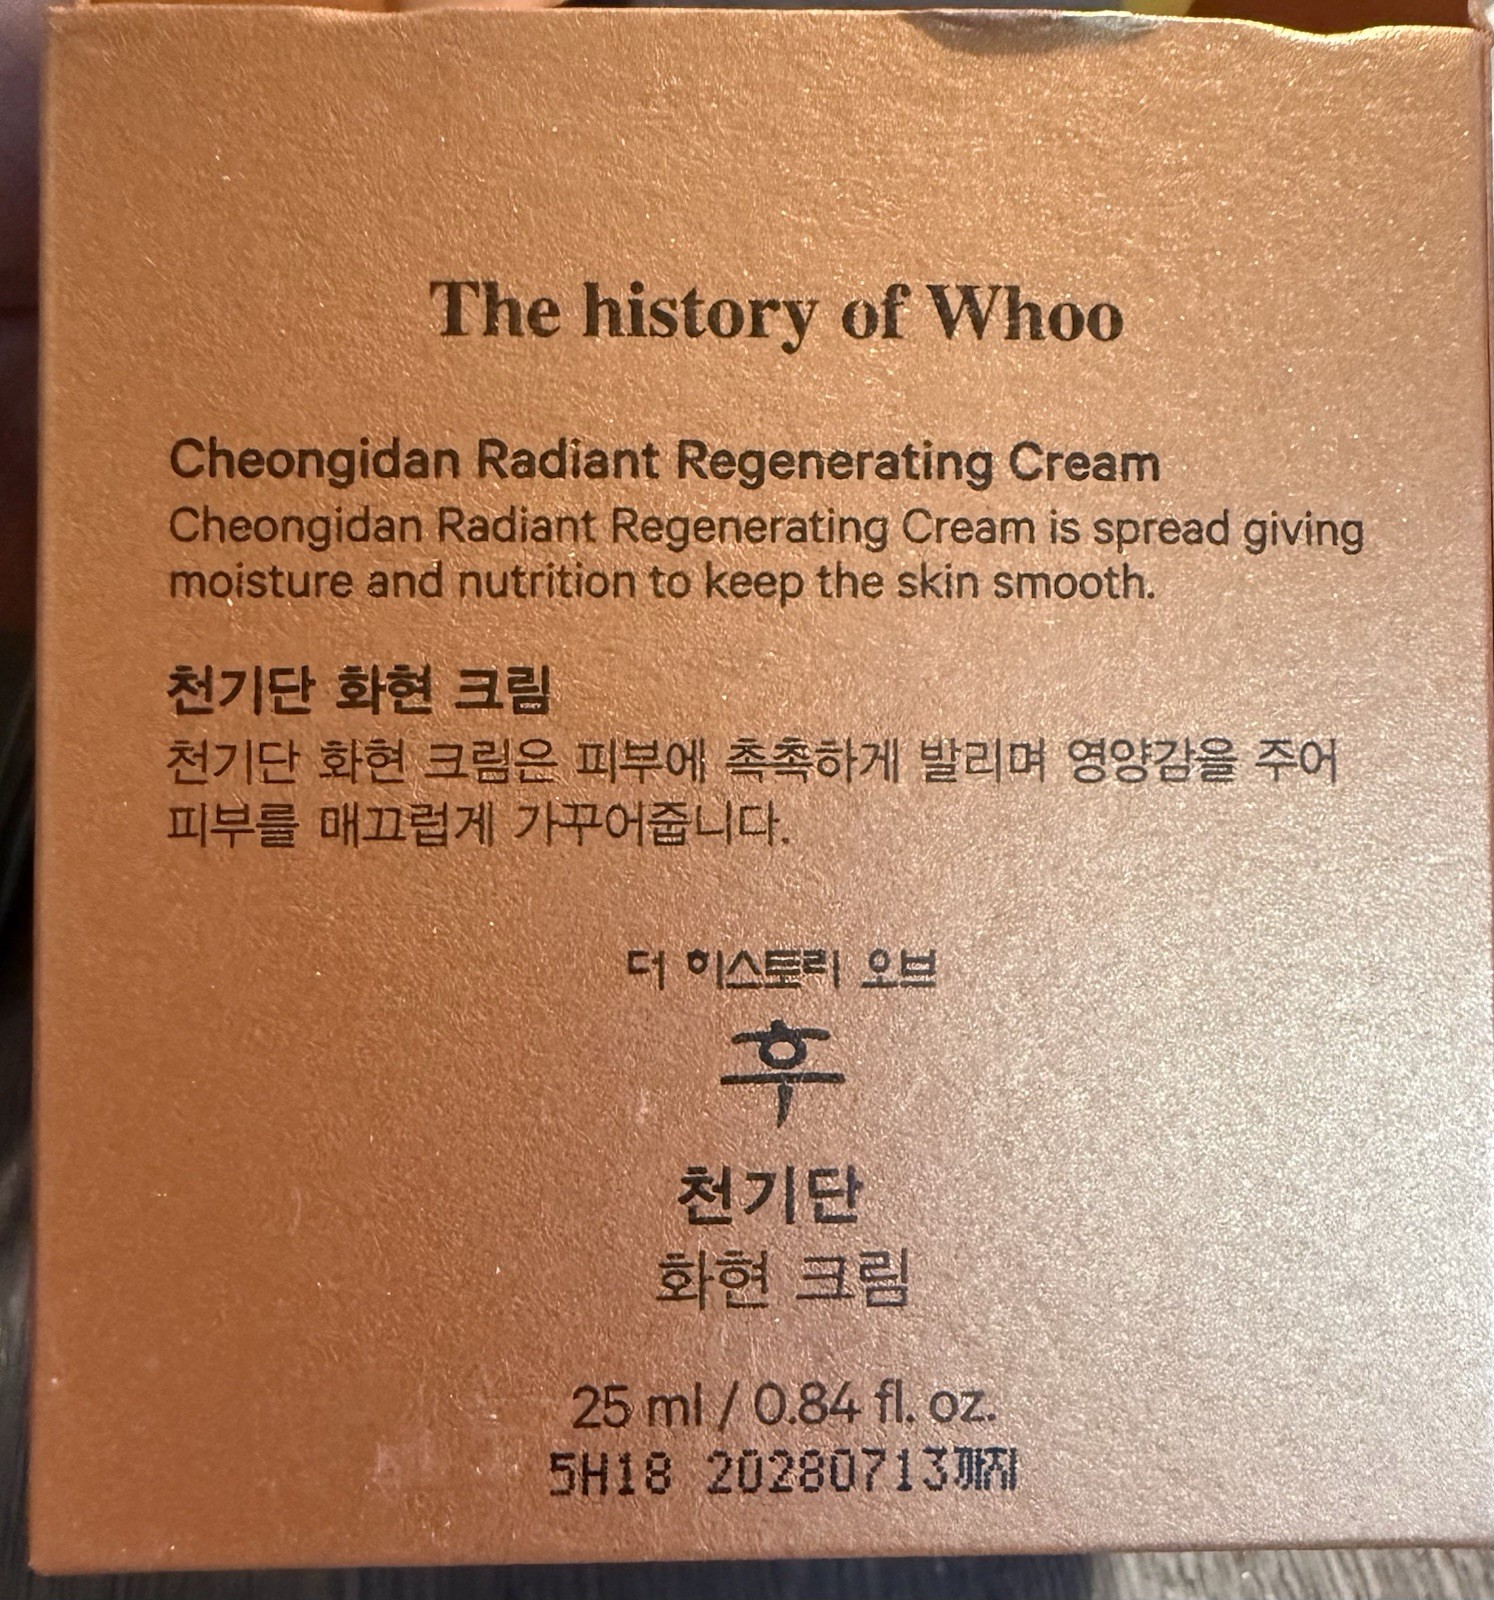 The history of Whoo
Cheongidan Radiant Regenerating Cream
Cheongidan Radiant Regenerating Cream is spread giving
moisture and nutrition to keep the skin smooth.
천기단 화현 크림
천기단 화현 크림은 피부에 촉촉하게 발리며 영양감을 주어
피부를 매끄럽게 가꾸어줍니다.
더 히스토리 오브
후
천기단
화현 크림
25 ml / 0.84 fl. oz.
5H18 20280713까지